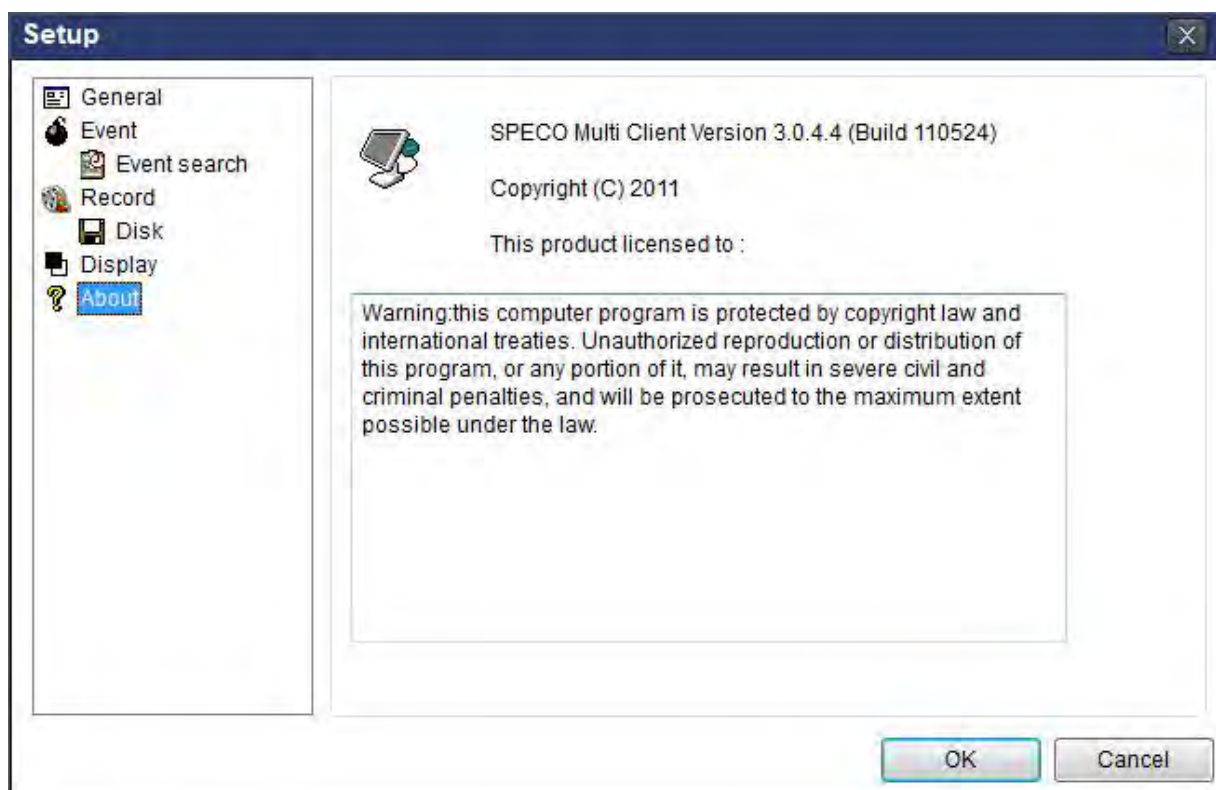 Setup
General
Event
Event search
Record
Disk
Display
About
SPECO Multi Client Version 3.0.4.4 (Build 110524)
Copyright (C) 2011
This product licensed to :
Warning:this computer program is protected by copyright law and
international treaties. Unauthorized reproduction or distribution of
this program, or any portion of it, may result in severe civil and
criminal penalties, and will be prosecuted to the maximum extent
possible under the law.
OK
Cancel